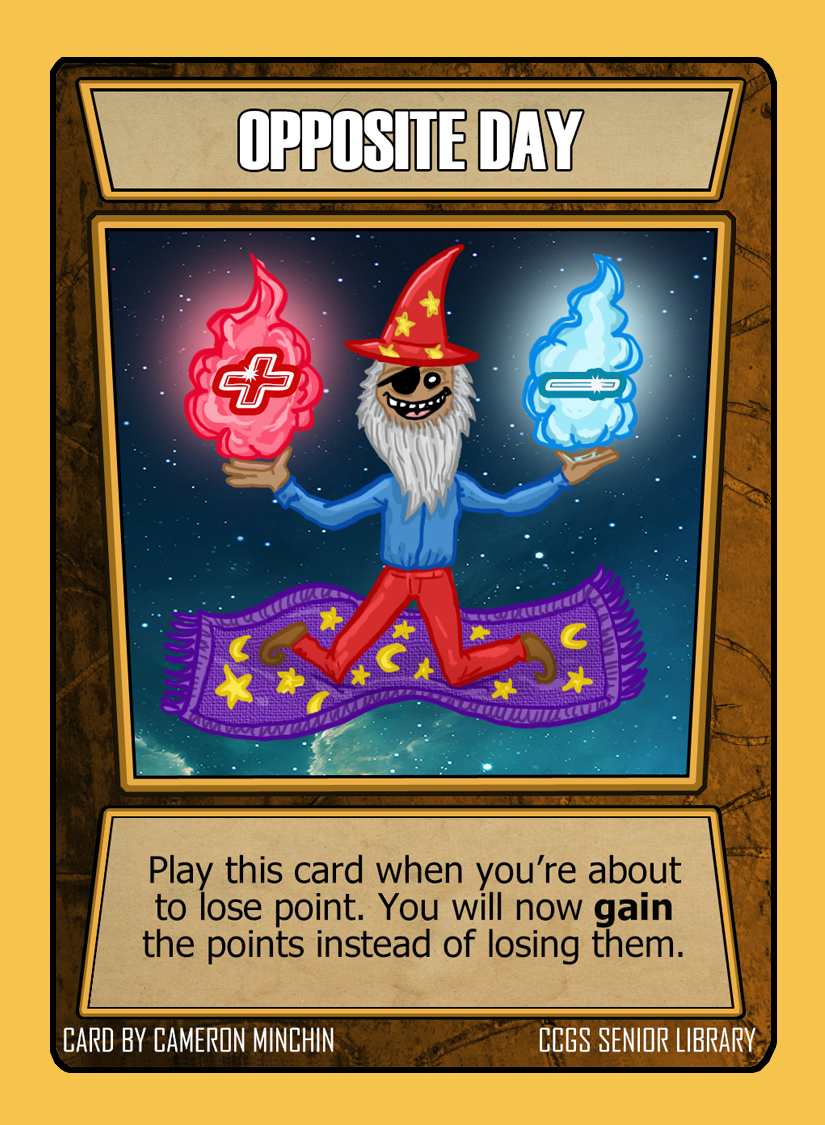 OPPOSITE DAY
+
-
Play this card when you're about
to lose point. You will now gain
the points instead of losing them.
CARD BY CAMERON MINCHIN
CCGS SENIOR LIBRARY